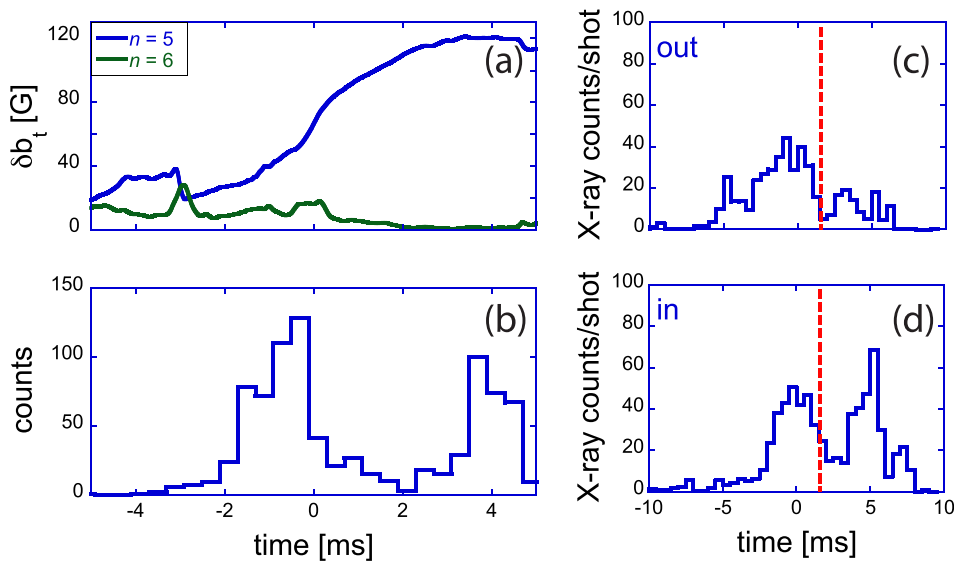 n = 5
n = 6
(a)
δb_t [G]
120
80
40
0
(b)
counts
150
100
50
0
-4 -2 0 2 4
time [ms]
out
(c)
X-ray counts/shot
100
80
60
40
20
0
in
(d)
X-ray counts/shot
100
80
60
40
20
0
-10 -5 0 5 10
time [ms]